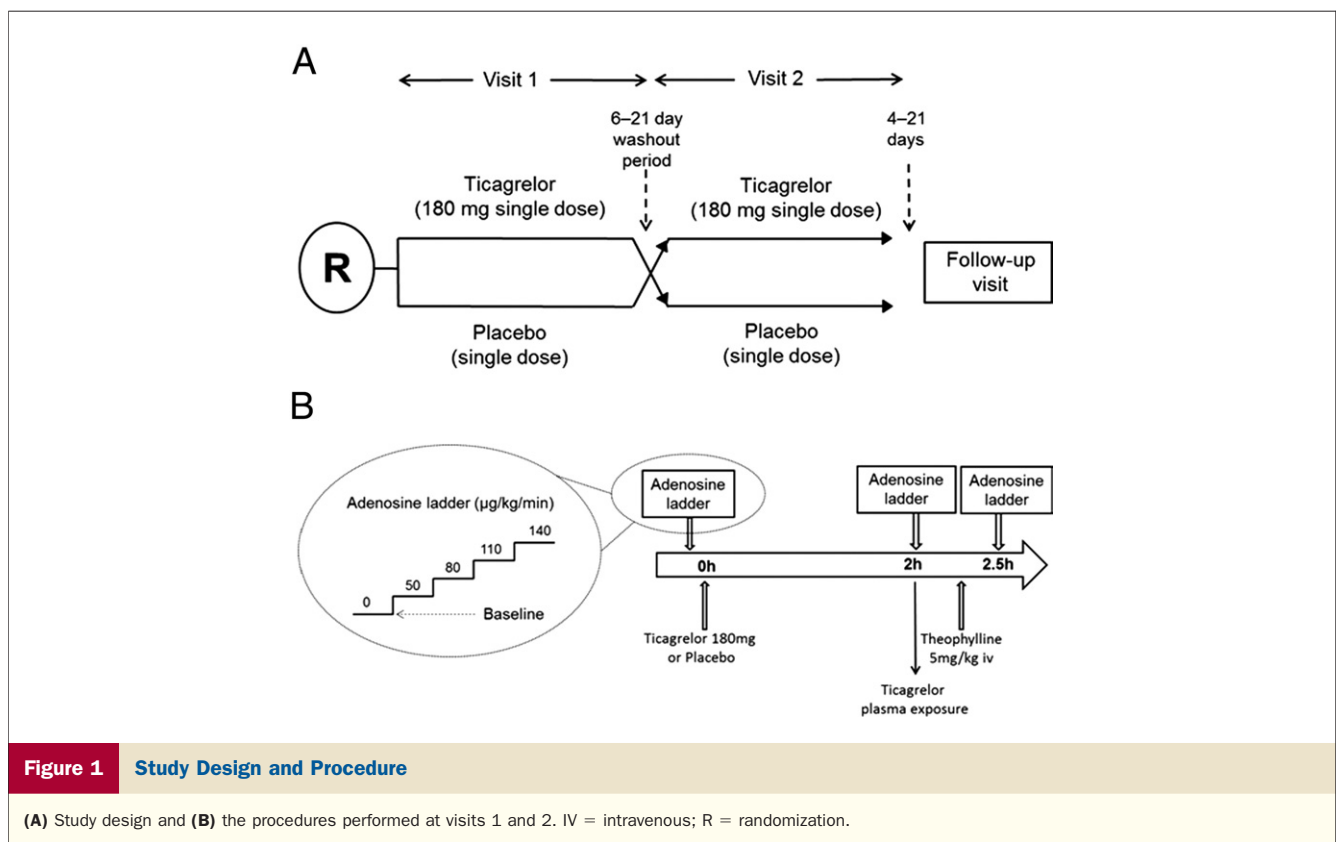 A
Visit 1
Visit 2
6–21 day
washout
period
4–21
days
Ticagrelor
(180 mg single dose)
Ticagrelor
(180 mg single dose)
R
Follow-up
visit
Placebo
(single dose)
Placebo
(single dose)
B
Adenosine ladder (µg/kg/min)
0
50
80
110
140
Baseline
Adenosine
ladder
Adenosine
ladder
Adenosine
ladder
0h
2h
2.5h
Ticagrelor 180mg
or Placebo
Theophylline
5mg/kg iv
Ticagrelor
plasma exposure
Figure 1 Study Design and Procedure
(A) Study design and (B) the procedures performed at visits 1 and 2. IV = intravenous; R = randomization.